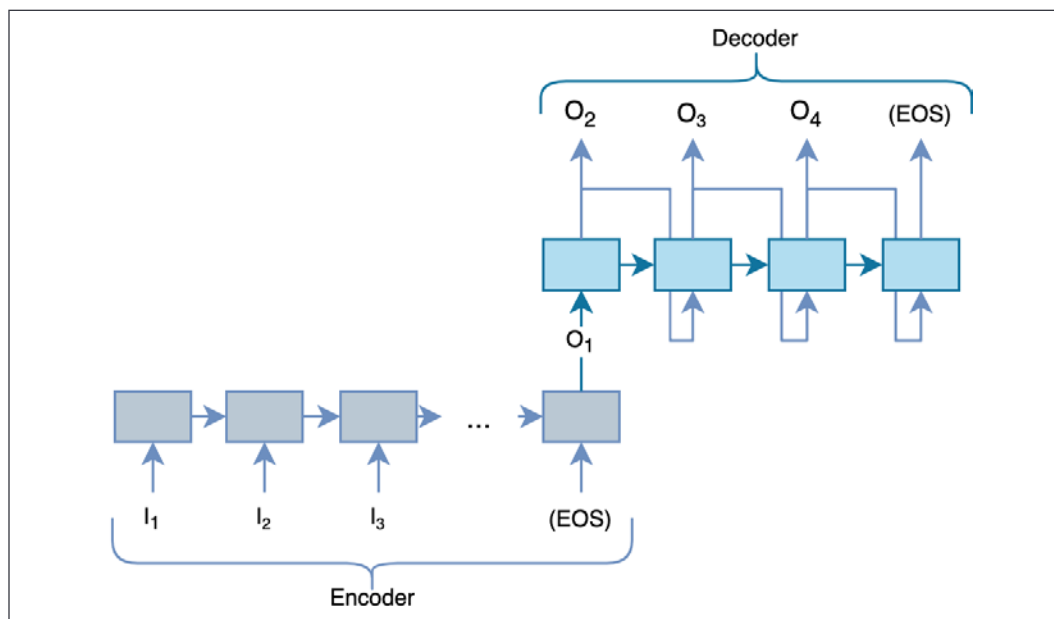 Decoder
O₂ O₃ O₄ (EOS)
O₁
...
I₁ I₂ I₃ (EOS)
Encoder